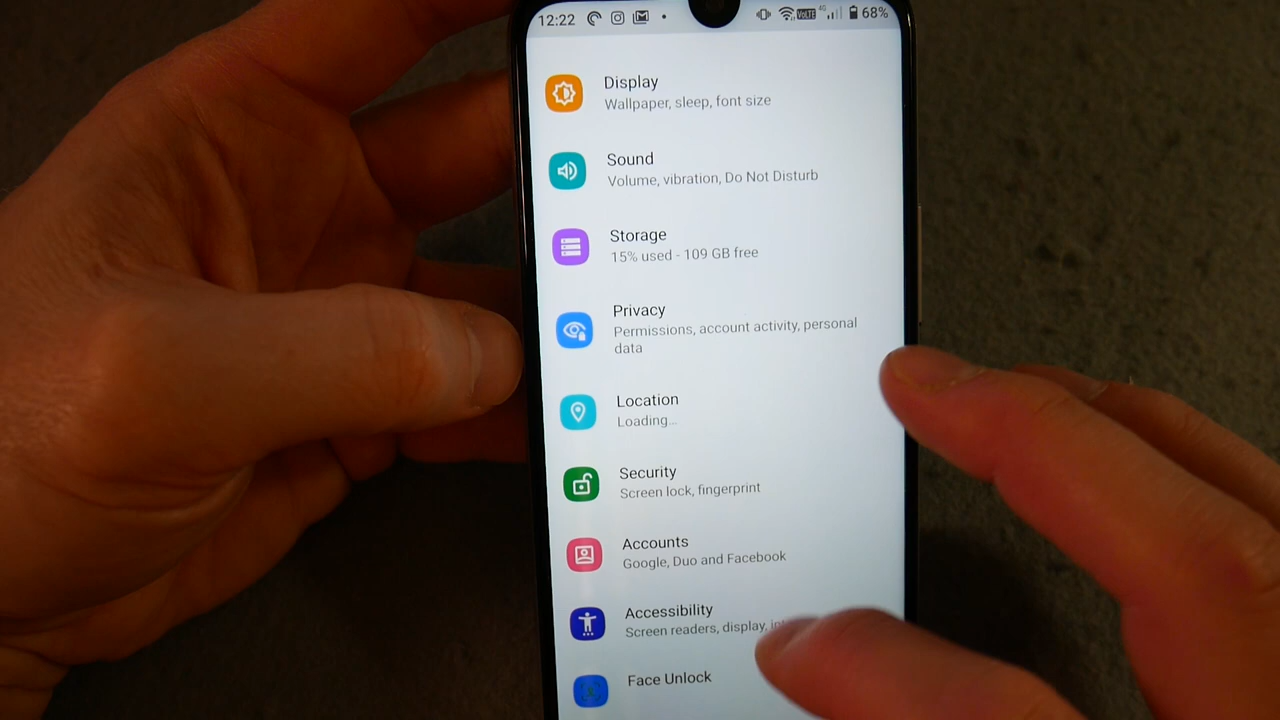 12:22 VoLTE 4G 68%
Display
Wallpaper, sleep, font size
Sound
Volume, vibration, Do Not Disturb
Storage
15% used - 109 GB free
Privacy
Permissions, account activity, personal
data
Location
Loading...
Security
Screen lock, fingerprint
Accounts
Google, Duo and Facebook
Accessibility
Screen readers, display,
Face Unlock